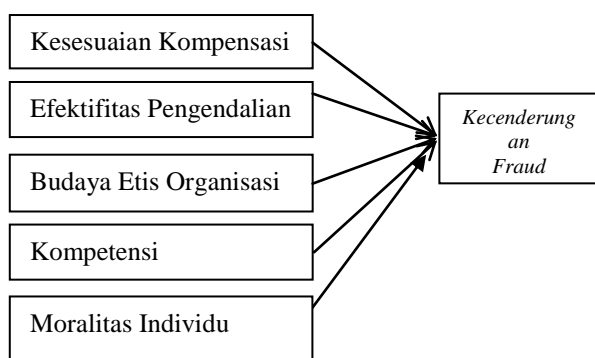 Kesesuaian Kompensasi
Efektifitas Pengendalian
Budaya Etis Organisasi
Kompetensi
Moralitas Individu
Kecenderung
an
Fraud